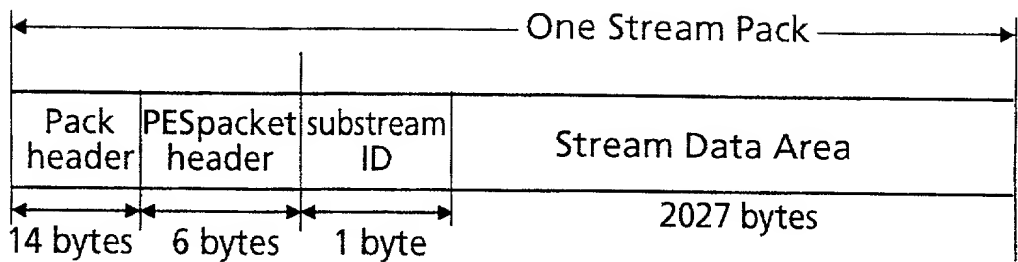 One Stream Pack
Pack header
PESpacket header
substream ID
Stream Data Area
14 bytes
6 bytes
1 byte
2027 bytes